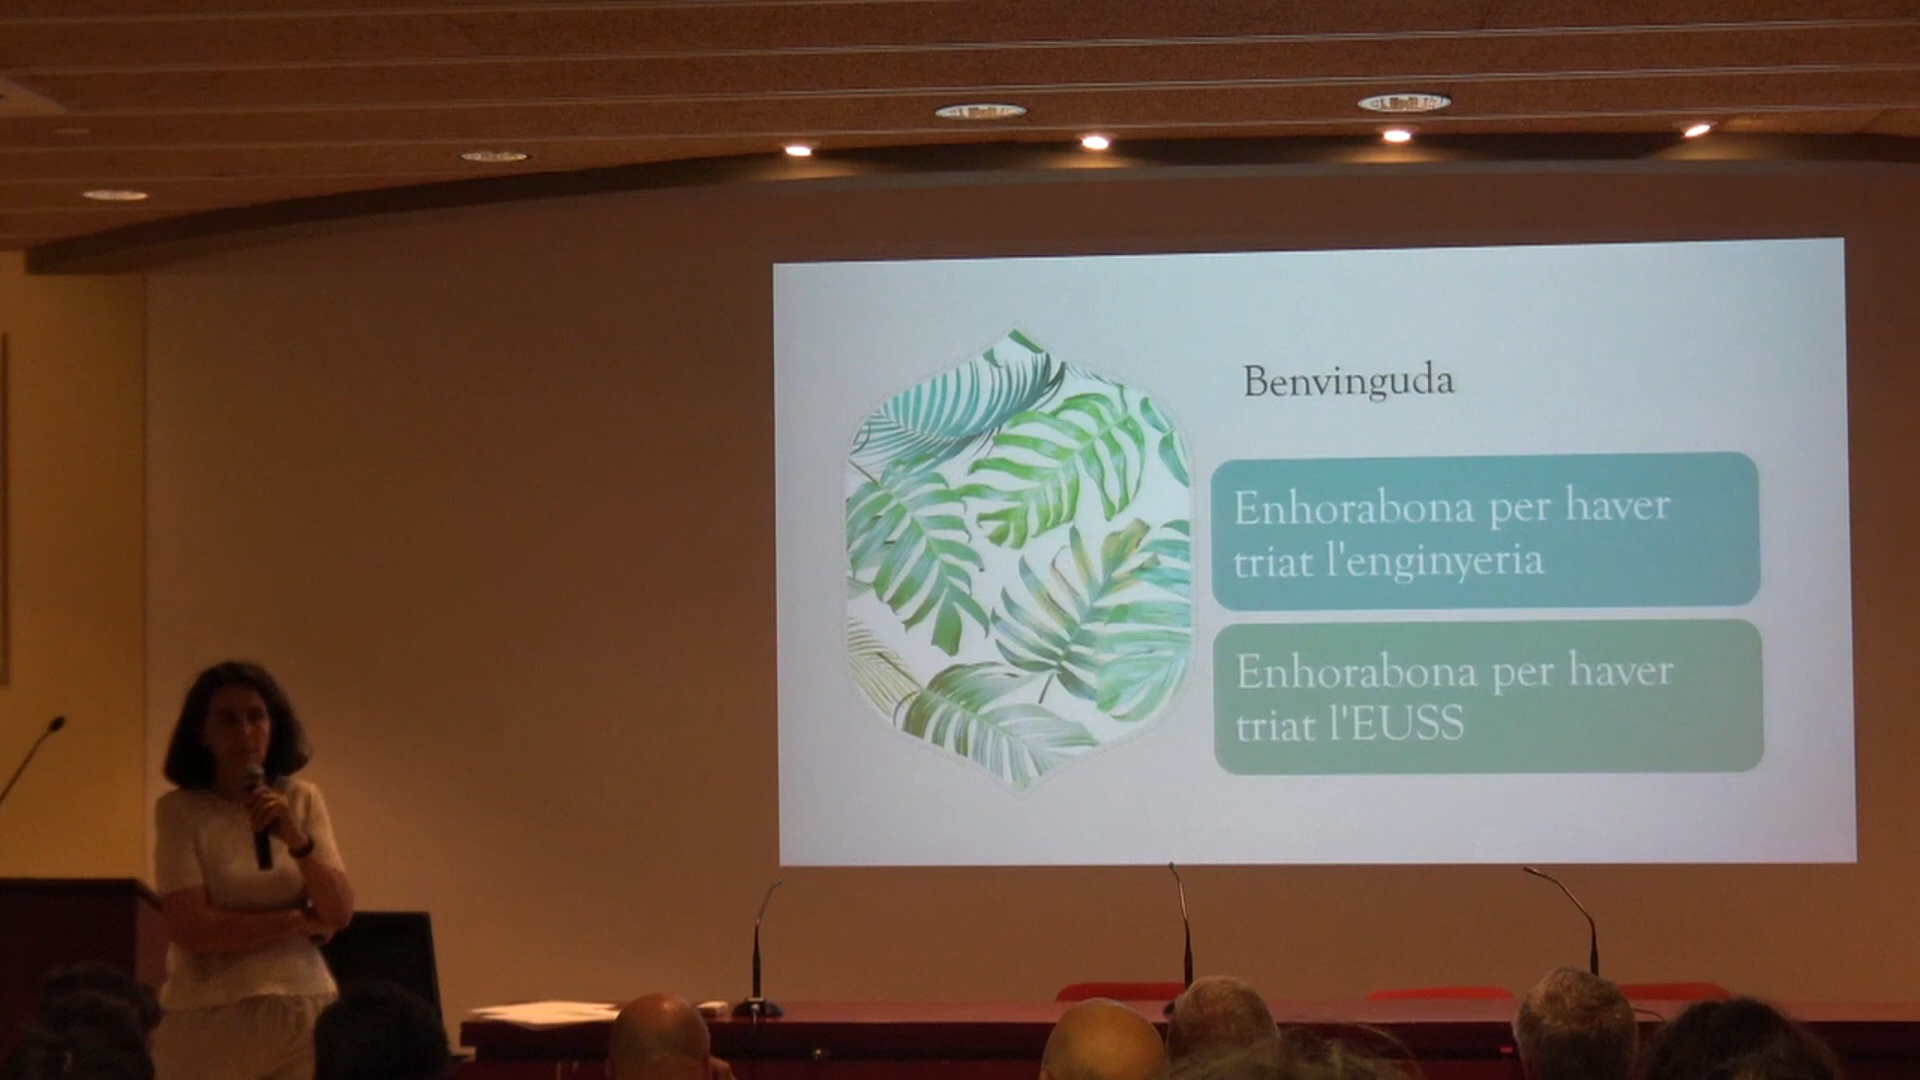 Benvinguda
Enhorabona per haver
triat l'enginyeria
Enhorabona per haver
triat l'EUSS